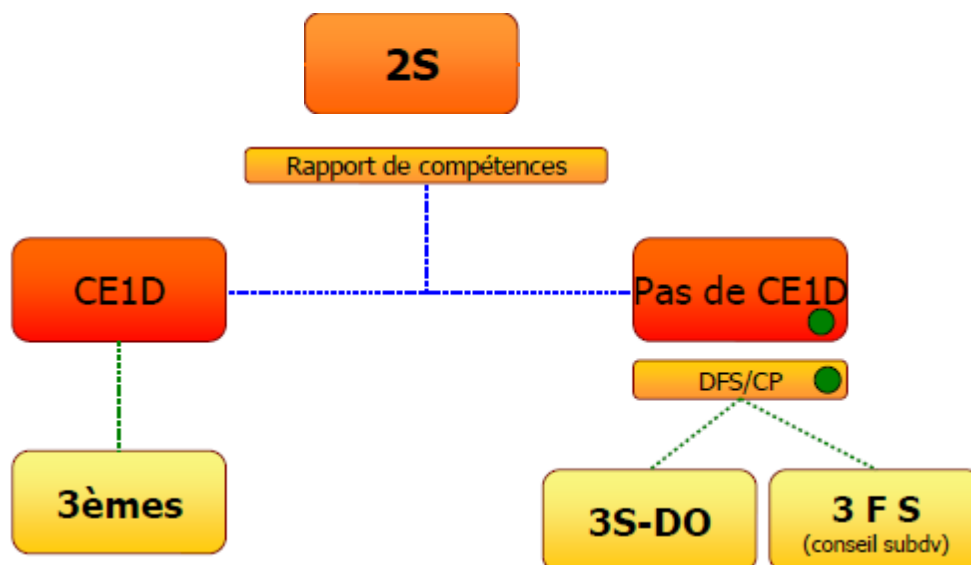 2S
Rapport de compétences
CE1D
Pas de CE1D
DFS/CP
3èmes
3S-DO
3 F S
(conseil subdv)